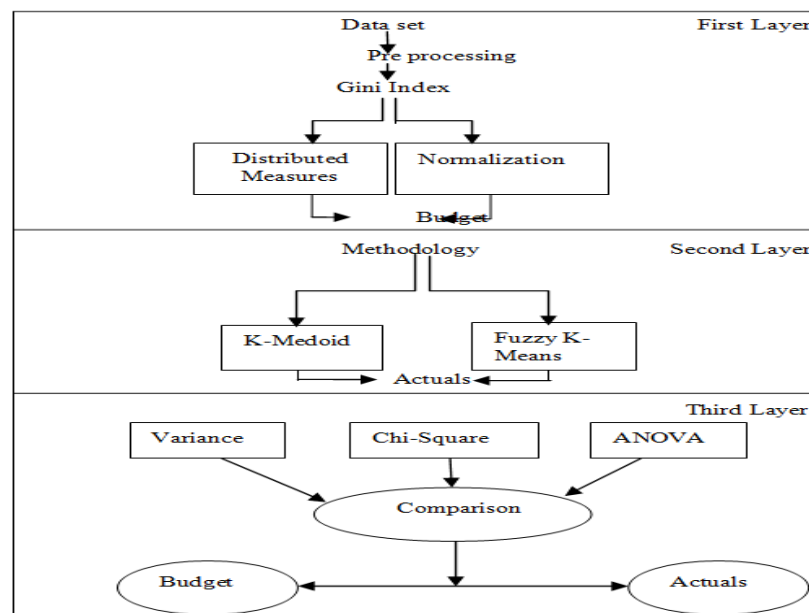 Data set
First Layer
Pre processing
Gini Index
Distributed
Measures
Normalization
Budget
Methodology
Second Layer
K-Medoid
Fuzzy K-
Means
Actuals
Third Layer
Variance
Chi-Square
ANOVA
Comparison
Budget
Actuals